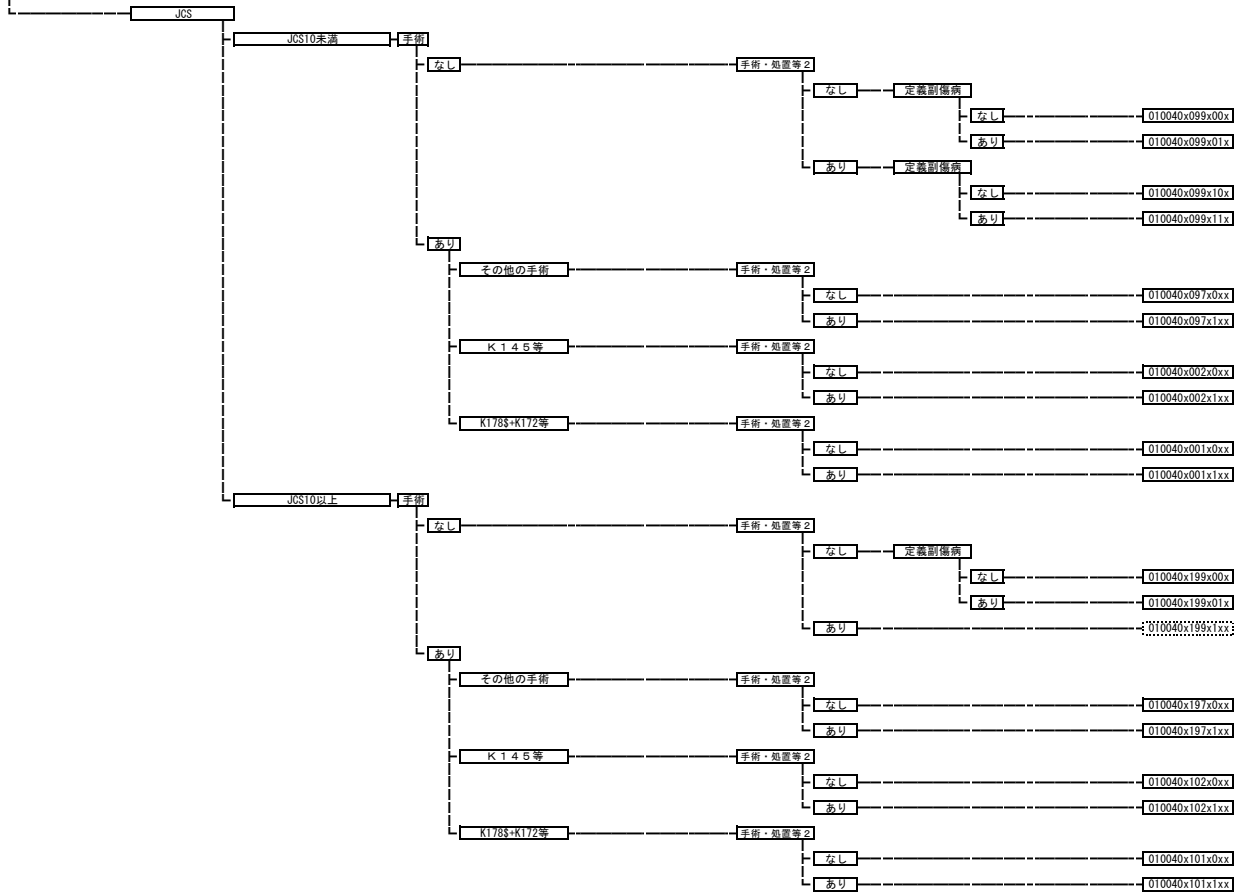 JCS
JCS10未満 手術
なし 手術・処置等２
なし 定義副傷病
なし 010040x099x00x
あり 010040x099x01x
あり 定義副傷病
なし 010040x099x10x
あり 010040x099x11x
あり
その他の手術 手術・処置等２
なし 010040x097x0xx
あり 010040x097x1xx
Ｋ１４５等 手術・処置等２
なし 010040x002x0xx
あり 010040x002x1xx
K178$+K172等 手術・処置等２
なし 010040x001x0xx
あり 010040x001x1xx
JCS10以上 手術
なし 手術・処置等２
なし 定義副傷病
なし 010040x199x00x
あり 010040x199x01x
あり 010040x199x1xx
あり
その他の手術 手術・処置等２
なし 010040x197x0xx
あり 010040x197x1xx
Ｋ１４５等 手術・処置等２
なし 010040x102x0xx
あり 010040x102x1xx
K178$+K172等 手術・処置等２
なし 010040x101x0xx
あり 010040x101x1xx